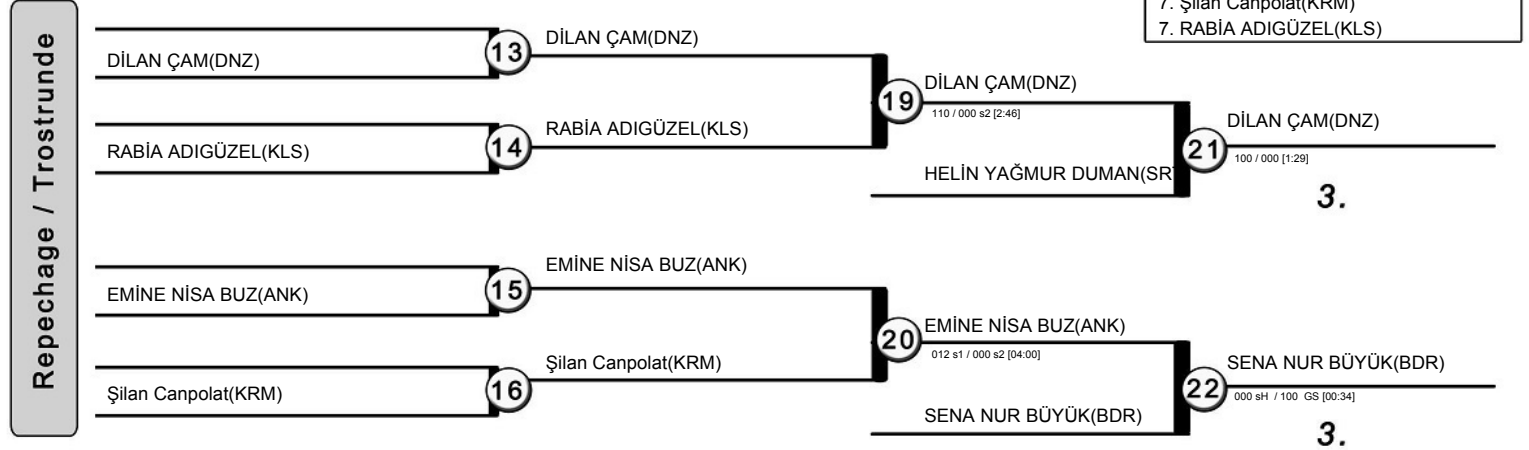 7. Şilan Canpolat(KRM)
7. RABİA ADIGÜZEL(KLS)
Repechage / Trostrunde
DİLAN ÇAM(DNZ)
13
DİLAN ÇAM(DNZ)
RABİA ADIGÜZEL(KLS)
14
RABİA ADIGÜZEL(KLS)
19
DİLAN ÇAM(DNZ)
110 / 000 s2 [2:46]
HELİN YAĞMUR DUMAN(SR
21
DİLAN ÇAM(DNZ)
100 / 000 [1:29]
3.
EMİNE NİSA BUZ(ANK)
15
EMİNE NİSA BUZ(ANK)
Şilan Canpolat(KRM)
16
Şilan Canpolat(KRM)
20
EMİNE NİSA BUZ(ANK)
012 s1 / 000 s2 [04:00]
SENA NUR BÜYÜK(BDR)
22
SENA NUR BÜYÜK(BDR)
000 sH / 100 GS [00:34]
3.